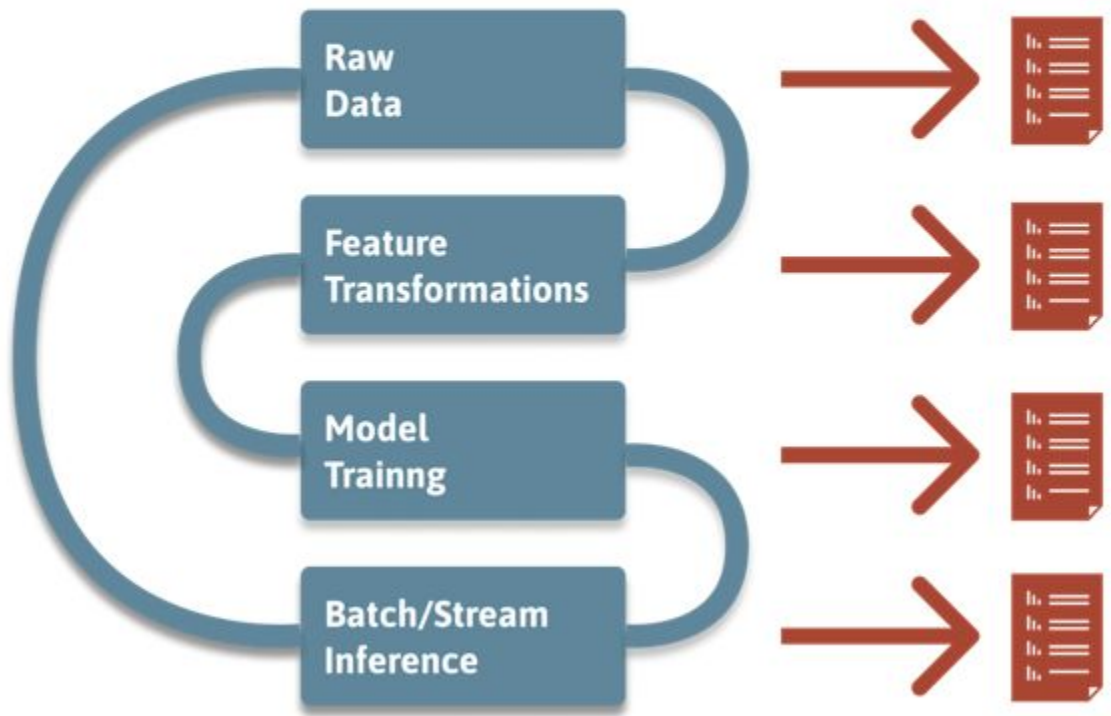 Raw
Data
Feature
Transformations
Model
Trainng
Batch/Stream
Inference